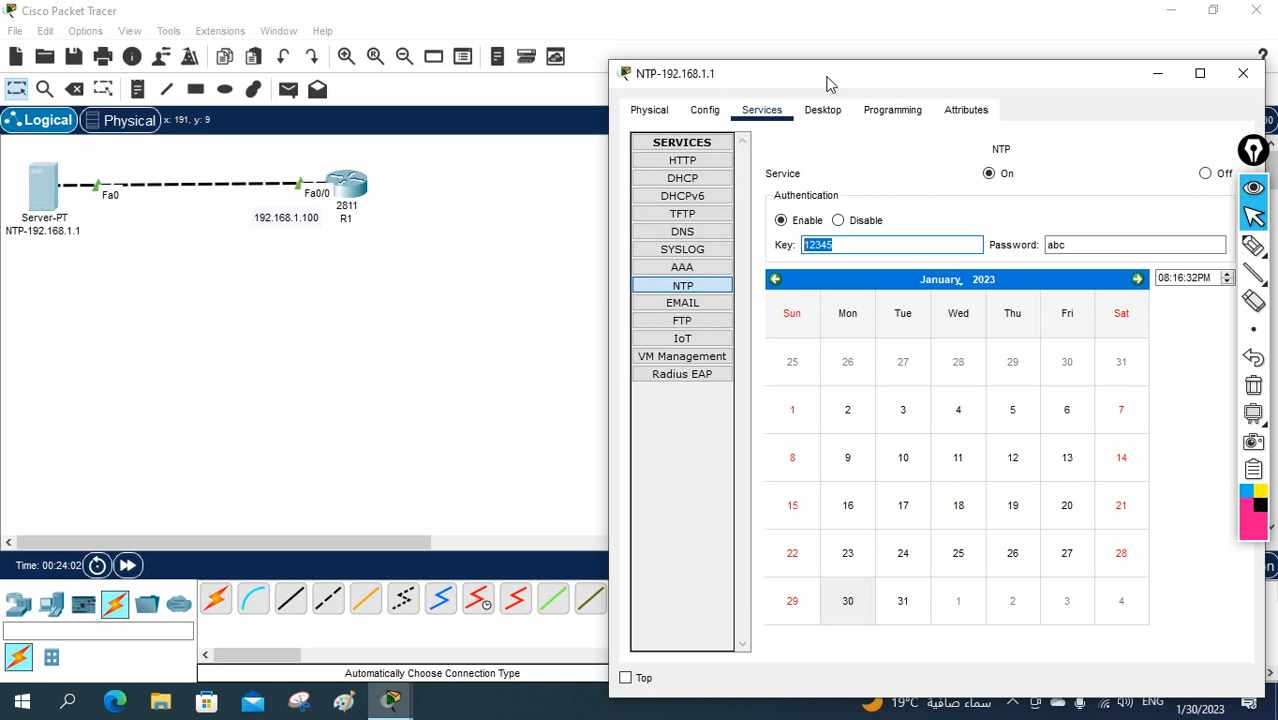 Cisco Packet Tracer
File Edit Options View Tools Extensions Window Help
Logical Physical x: 191, y: 9
Server-PT
NTP-192.168.1.1
Fa0
Fa0/0
192.168.1.100
2811
R1
Time: 00:24:02
Automatically Choose Connection Type
NTP-192.168.1.1
Physical Config Services Desktop Programming Attributes
SERVICES
HTTP
DHCP
DHCPv6
TFTP
DNS
SYSLOG
AAA
NTP
EMAIL
FTP
IoT
VM Management
Radius EAP
NTP
Service On Off
Authentication
Enable Disable
Key: 12345 Password: abc
January, 2023 08:16:32PM
Sun Mon Tue Wed Thu Fri Sat
25 26 27 28 29 30 31
1 2 3 4 5 6 7
8 9 10 11 12 13 14
15 16 17 18 19 20 21
22 23 24 25 26 27 28
29 30 31 1 2 3 4
Top
19°C سماء صافية ENG
1/30/2023